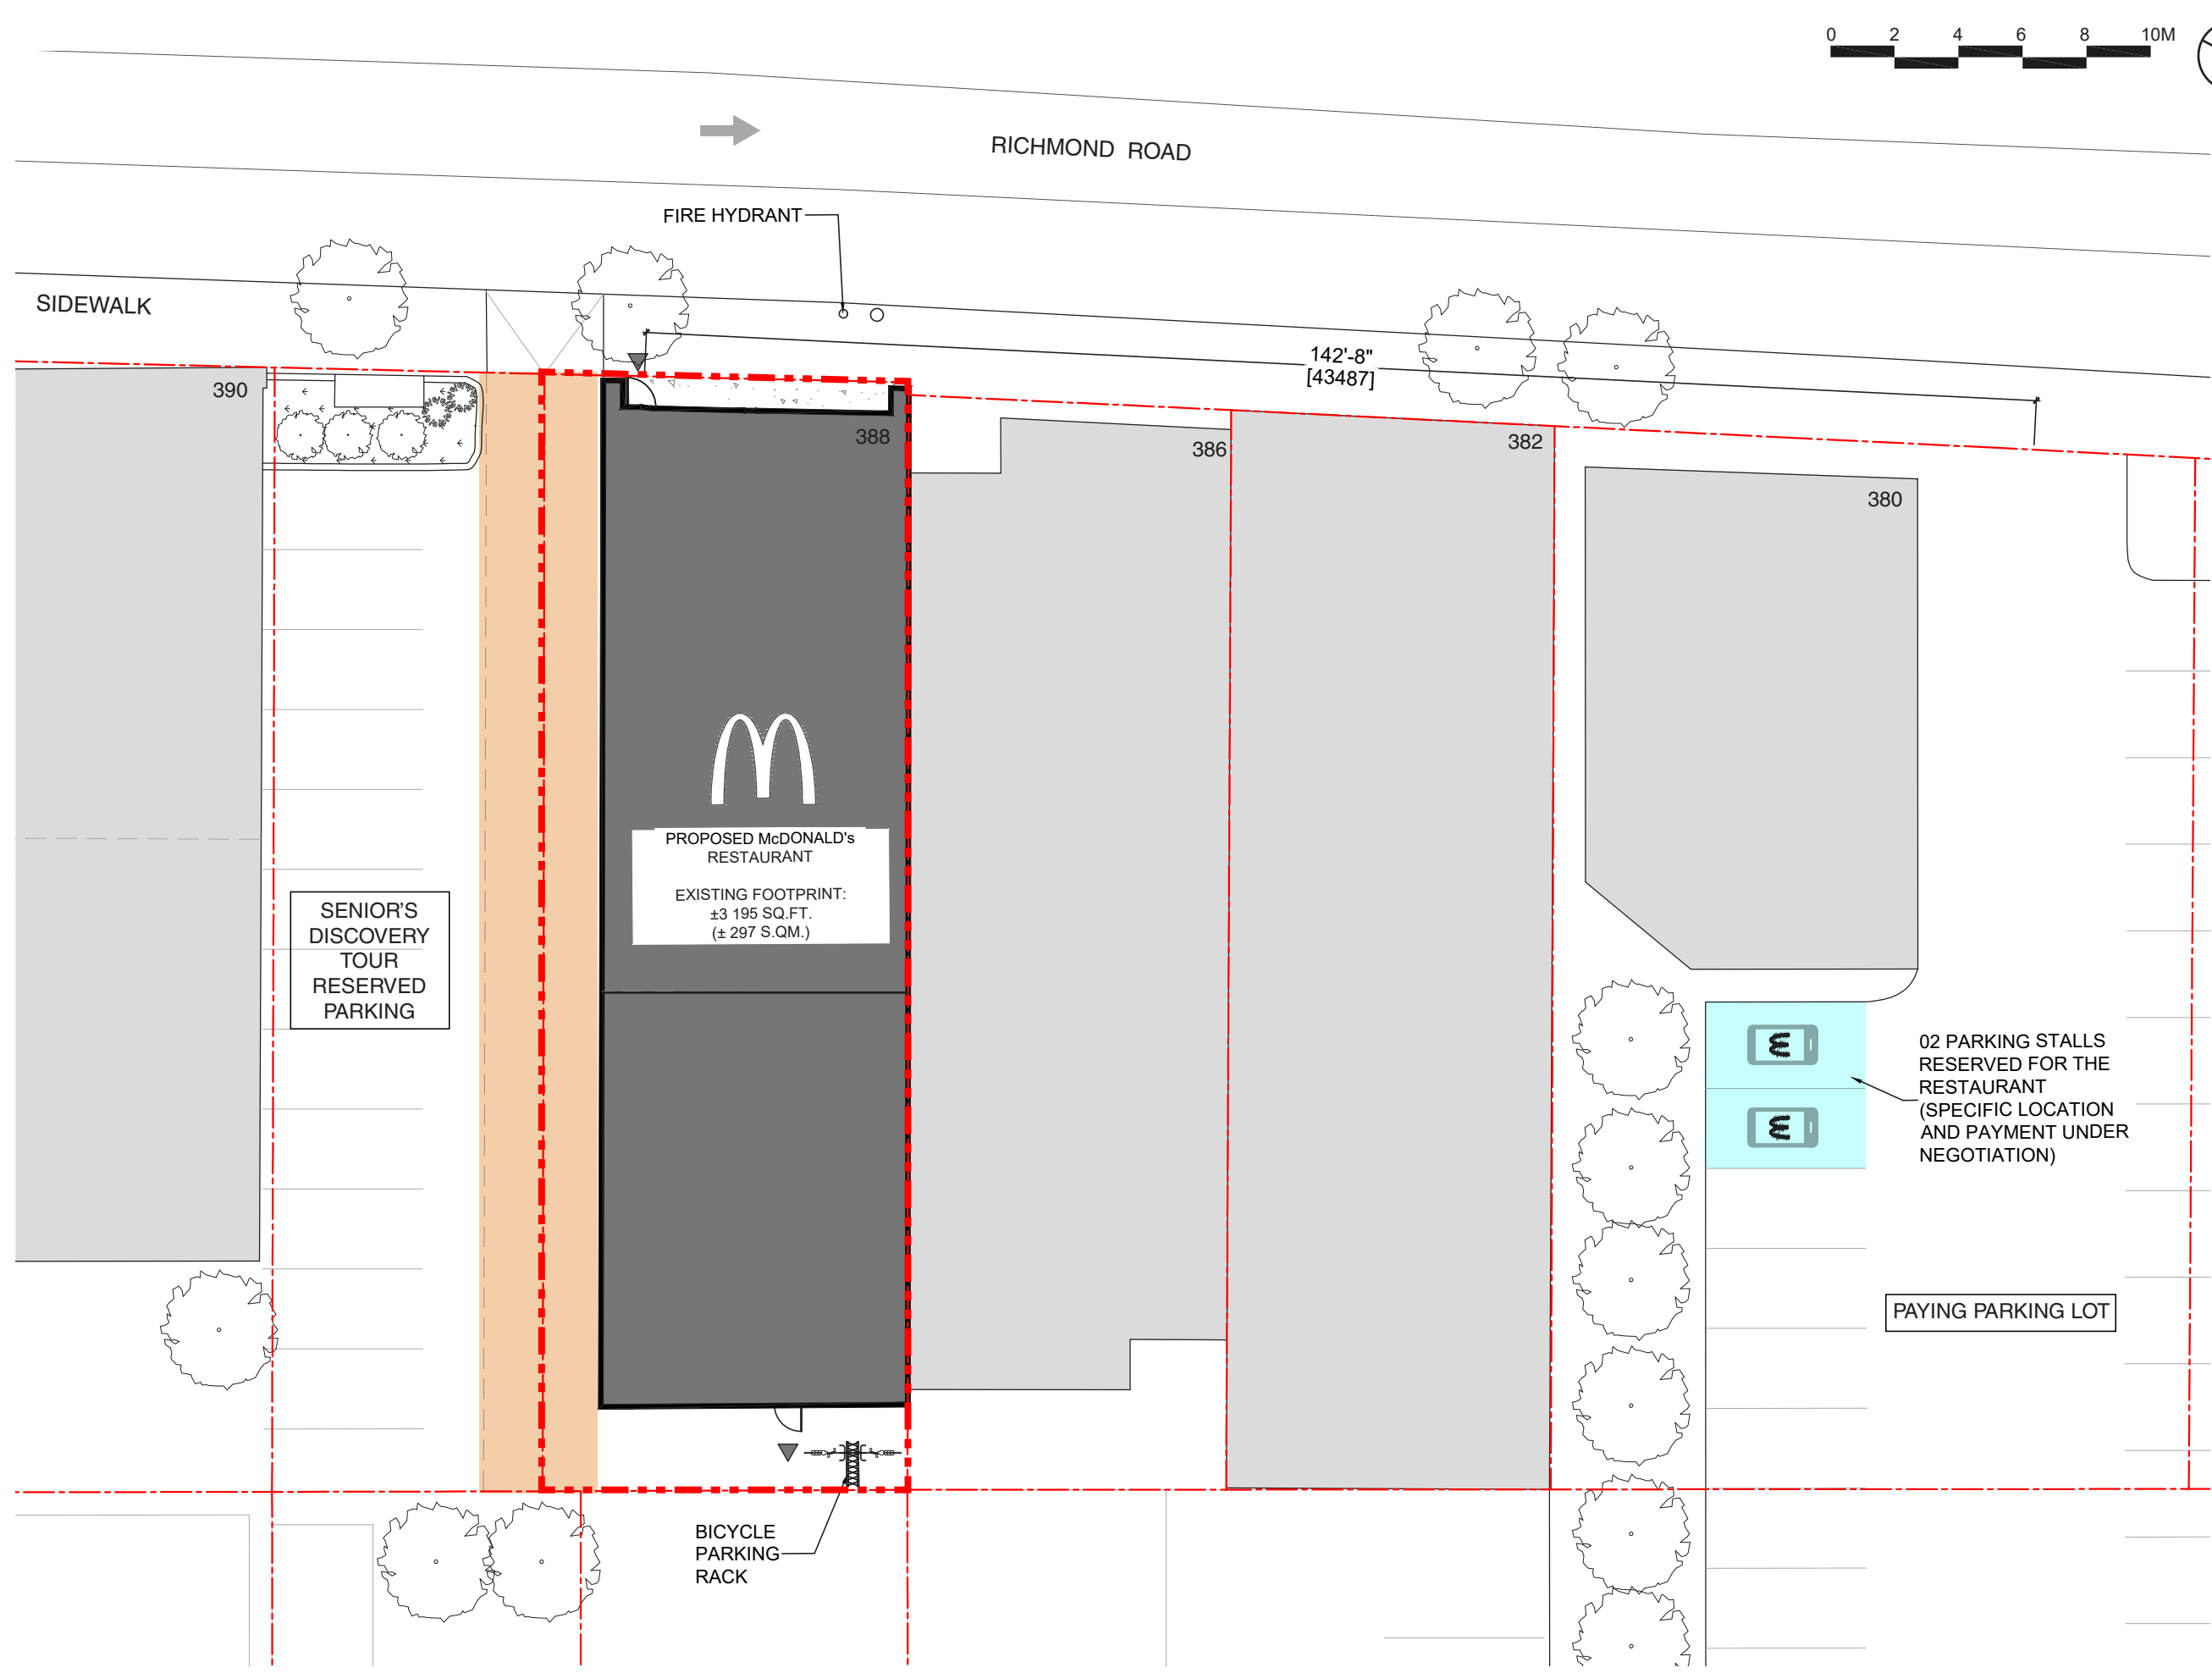 0 2 4 6 8 10M
RICHMOND ROAD
FIRE HYDRANT
SIDEWALK
142'-8"
[43487]
390
388
386
382
380
PROPOSED McDONALD's
RESTAURANT
EXISTING FOOTPRINT:
±3 195 SQ.FT.
(± 297 S.QM.)
SENIOR'S
DISCOVERY
TOUR
RESERVED
PARKING
02 PARKING STALLS
RESERVED FOR THE
RESTAURANT
(SPECIFIC LOCATION
AND PAYMENT UNDER
NEGOTIATION)
PAYING PARKING LOT
BICYCLE
PARKING
RACK